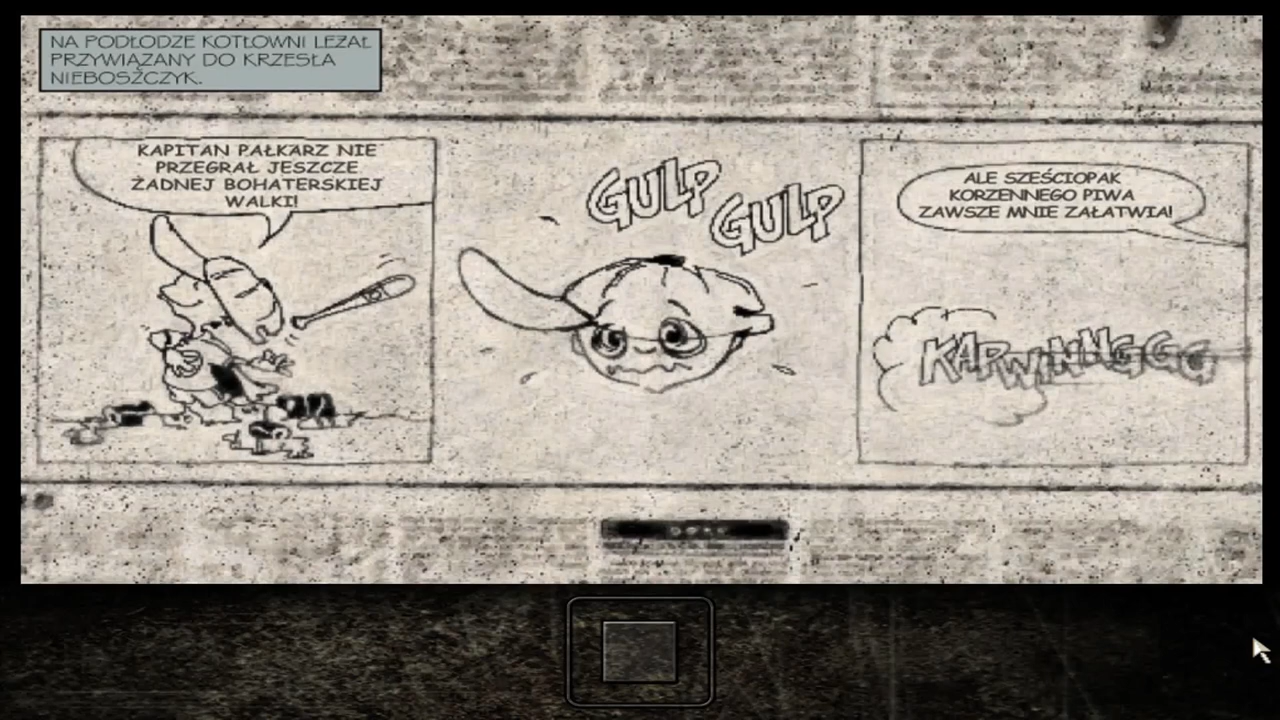 NA PODŁODZE KOTŁOWNI LEŻAŁ
PRZYWIĄZANY DO KRZESŁA
NIEBOSZCZYK.
KAPITAN PAŁKARZ NIE
PRZEGRAŁ JESZCZE
ŻADNEJ BOHATERSKIEJ
WALKI!
GULP
GULP
ALE SZEŚCIOPAK
KORZENNEGO PIWA
ZAWSZE MNIE ZAŁATWIA!